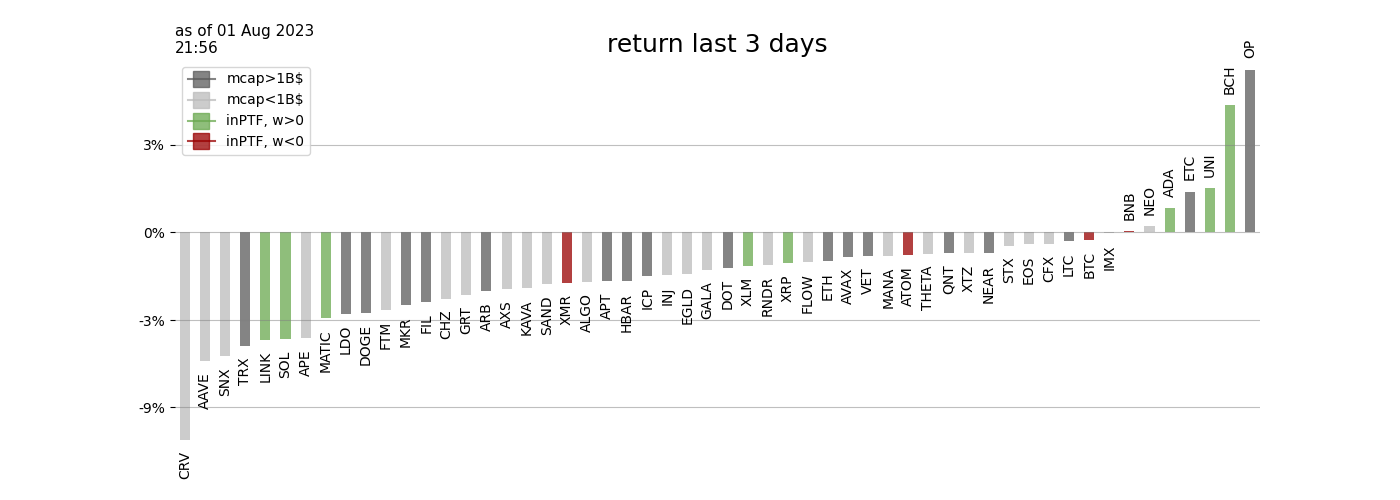 as of 01 Aug 2023
21:56
return last 3 days
mcap>1B$
mcap<1B$
inPTF, w>0
inPTF, w<0
3%
0%
-3%
-9%
CRV
AAVE
SNX
TRX
LINK
SOL
APE
MATIC
LDO
DOGE
FTM
MKR
FIL
CHZ
GRT
ARB
AXS
KAVA
SAND
XMR
ALGO
APT
HBAR
ICP
INJ
EGLD
GALA
DOT
XLM
RNDR
XRP
FLOW
ETH
AVAX
VET
MANA
ATOM
THETA
QNT
XTZ
NEAR
STX
EOS
CFX
LTC
BTC
IMX
BNB
NEO
ADA
ETC
UNI
BCH
OP